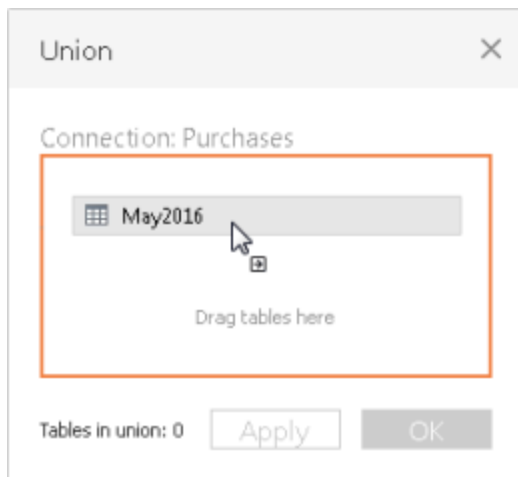 Union
Connection: Purchases
May2016
Drag tables here
Tables in union: 0
Apply
OK